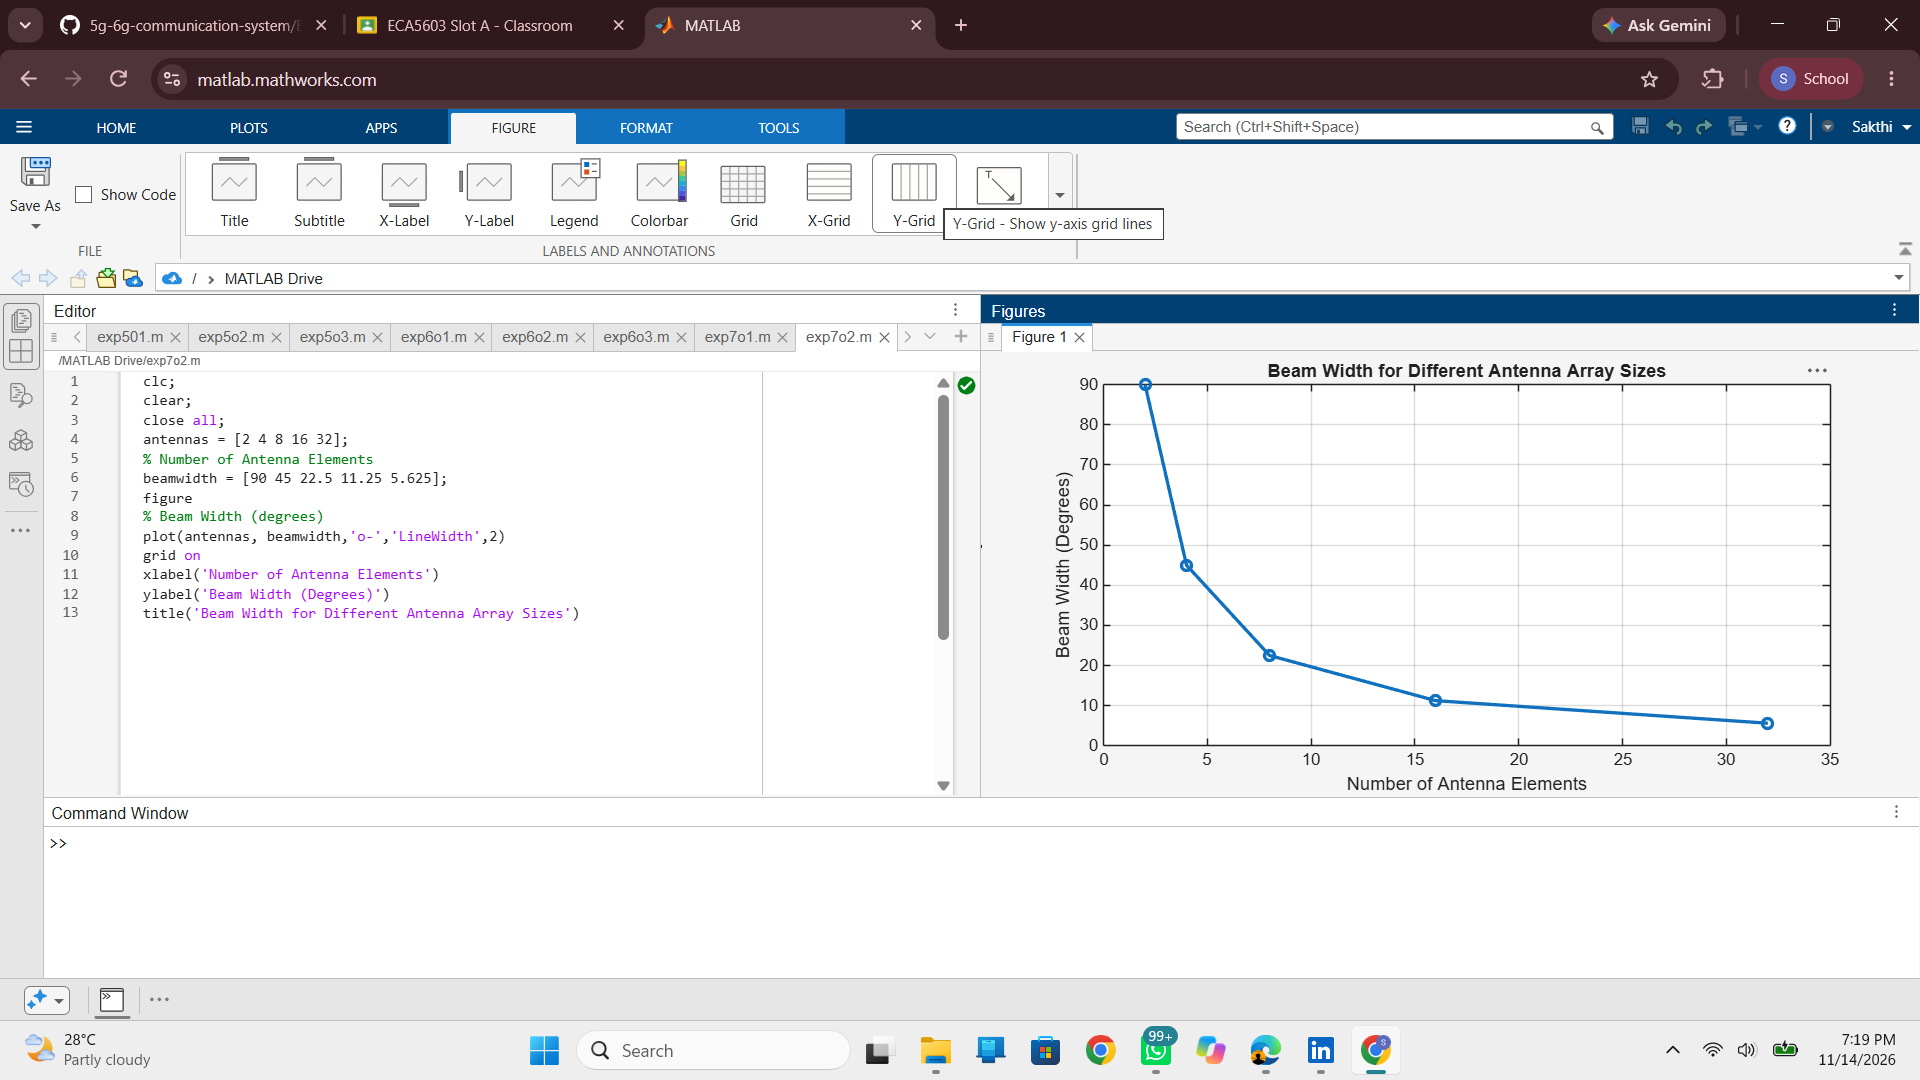 5g-6g-communication-system/E
ECA5603 Slot A - Classroom
MATLAB
Ask Gemini
matlab.mathworks.com
S School
HOME PLOTS APPS FIGURE FORMAT TOOLS
Search (Ctrl+Shift+Space)
Sakthi
Save As
Show Code
Title Subtitle X-Label Y-Label Legend Colorbar Grid X-Grid Y-Grid
Y-Grid - Show y-axis grid lines
FILE LABELS AND ANNOTATIONS
/ > MATLAB Drive
Editor
exp501.m exp5o2.m exp5o3.m exp6o1.m exp6o2.m exp6o3.m exp7o1.m exp7o2.m
/MATLAB Drive/exp7o2.m
1 clc;
2 clear;
3 close all;
4 antennas = [2 4 8 16 32];
5 % Number of Antenna Elements
6 beamwidth = [90 45 22.5 11.25 5.625];
7 figure
8 % Beam Width (degrees)
9 plot(antennas, beamwidth,'o-','LineWidth',2)
10 grid on
11 xlabel('Number of Antenna Elements')
12 ylabel('Beam Width (Degrees)')
13 title('Beam Width for Different Antenna Array Sizes')
Figures
Figure 1
Beam Width for Different Antenna Array Sizes
90
80
70
60
50
40
30
20
10
0
Beam Width (Degrees)
0 5 10 15 20 25 30 35
Number of Antenna Elements
Command Window
>>
28°C
Partly cloudy
Search
99+
7:19 PM
11/14/2026